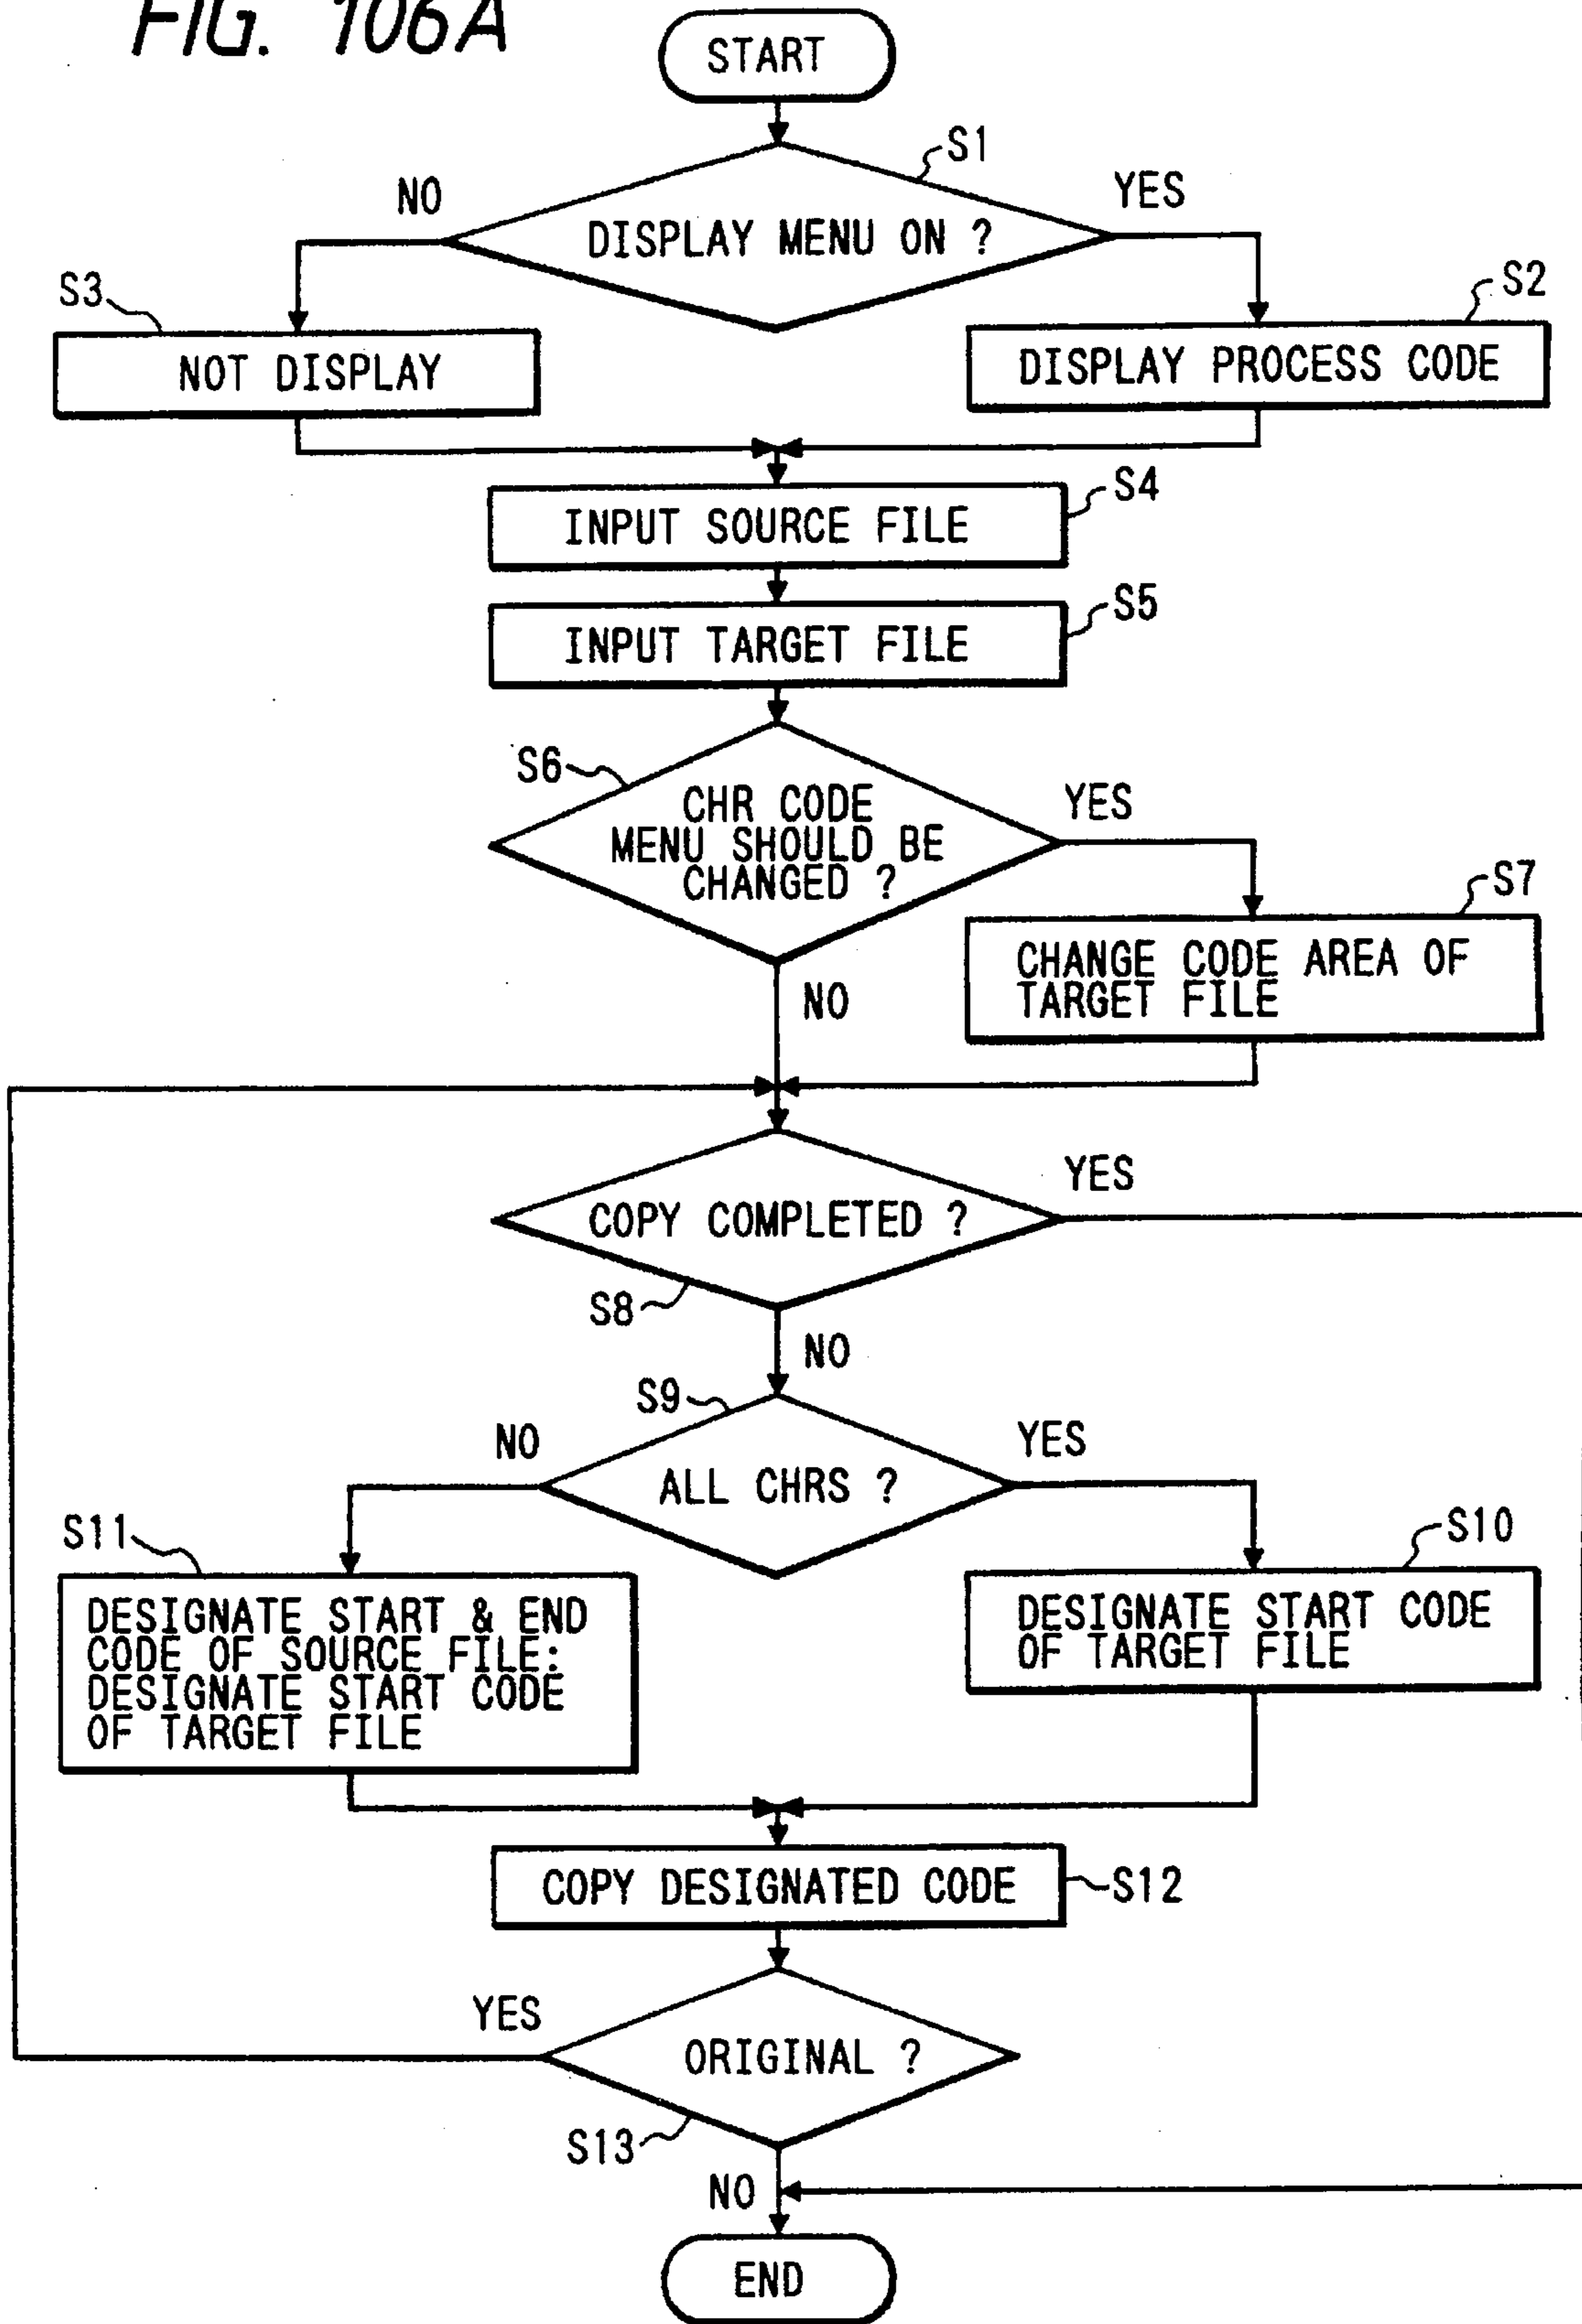 FIG. 106A
START
S1
NO
YES
DISPLAY MENU ON ?
S3
S2
NOT DISPLAY
DISPLAY PROCESS CODE
S4
INPUT SOURCE FILE
S5
INPUT TARGET FILE
S6
CHR CODE
MENU SHOULD BE
CHANGED ?
YES
S7
CHANGE CODE AREA OF
TARGET FILE
NO
YES
COPY COMPLETED ?
S8
NO
S9
NO
YES
ALL CHRS ?
S11
S10
DESIGNATE START & END
CODE OF SOURCE FILE:
DESIGNATE START CODE
OF TARGET FILE
DESIGNATE START CODE
OF TARGET FILE
COPY DESIGNATED CODE
S12
YES
ORIGINAL ?
S13
NO
END